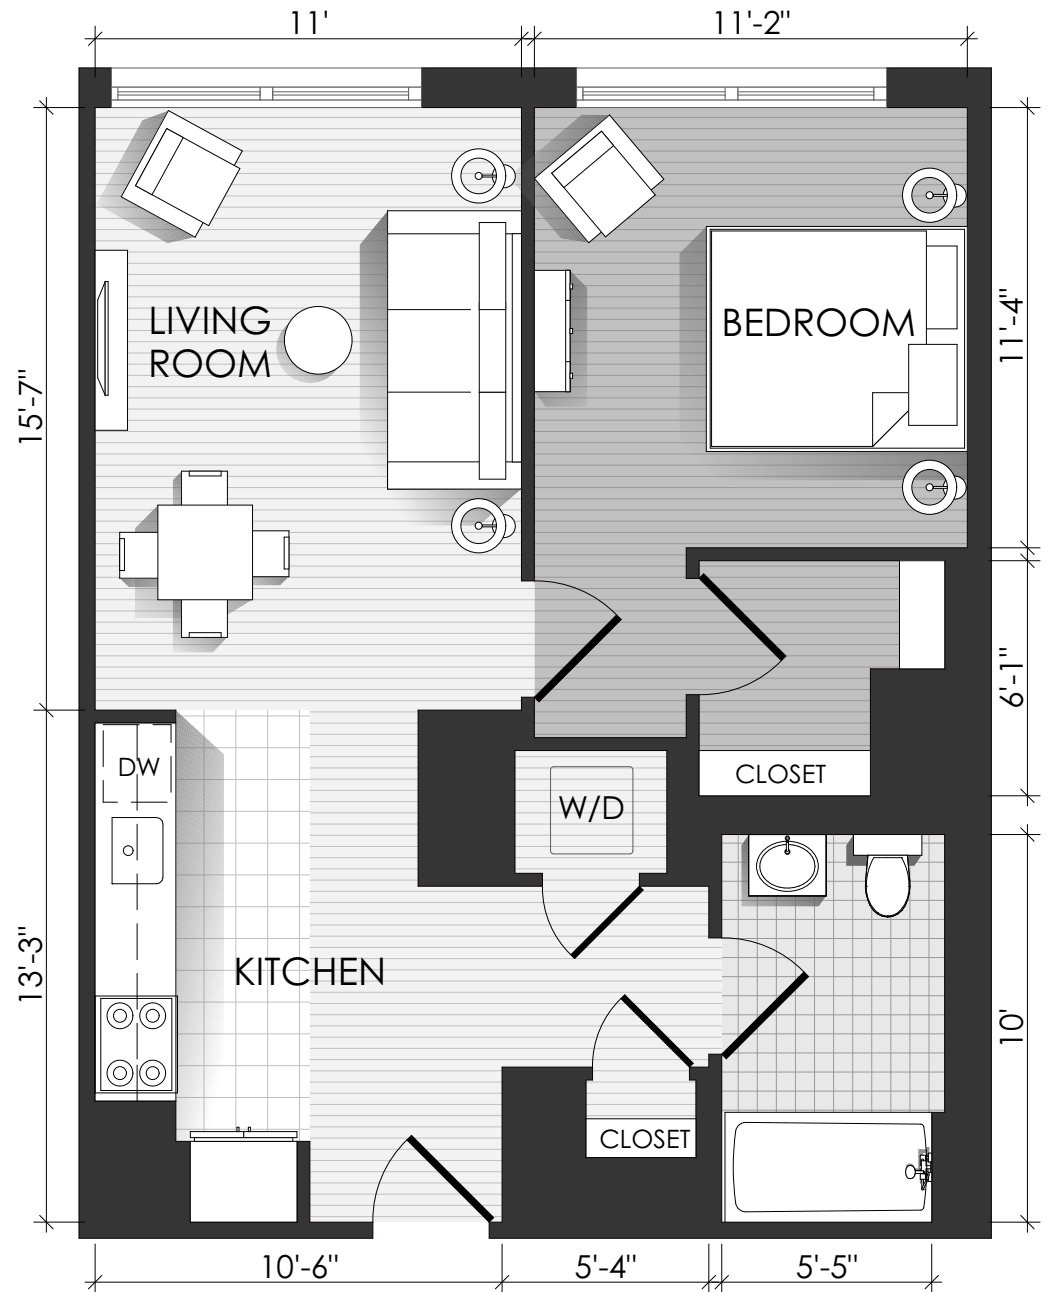 11'
11'-2"
LIVING
ROOM
BEDROOM
15'-7"
11'-4"
6'-1"
DW
CLOSET
W/D
KITCHEN
13'-3"
10'
CLOSET
10'-6"
5'-4"
5'-5"